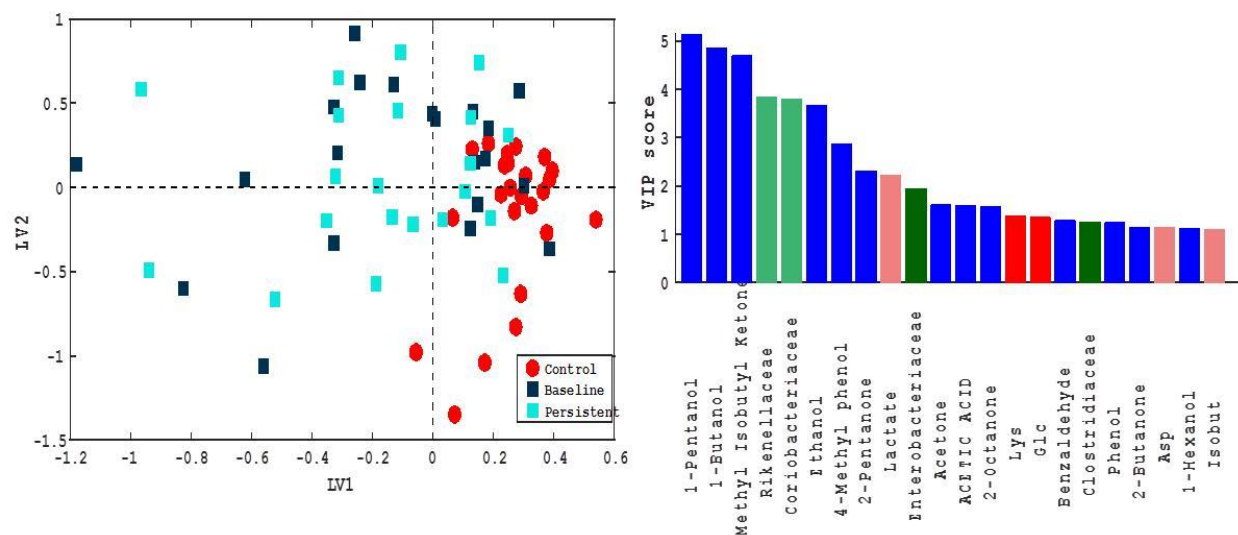 1
0.5
0
-0.5
-1
-1.5
LV2
-1.2
-1
-0.8
-0.6
-0.4
-0.2
0
0.2
0.4
0.6
LV1
Control
Baseline
Persistent
5
4
3
2
1
0
VIP score
1-Pentanol
1-Butanol
Methyl Isobutyl Ketone
Rikenellaceae
Coriobacteriaceae
Ethanol
4-Methyl phenol
2-Pentanone
Lactate
Enterobacteriaceae
Acetone
ACETIC ACID
2-Octanone
Lys
Glc
Benzaldehyde
Clostridiaceae
Phenol
2-Butanone
Asp
1-Hexanol
Isobut